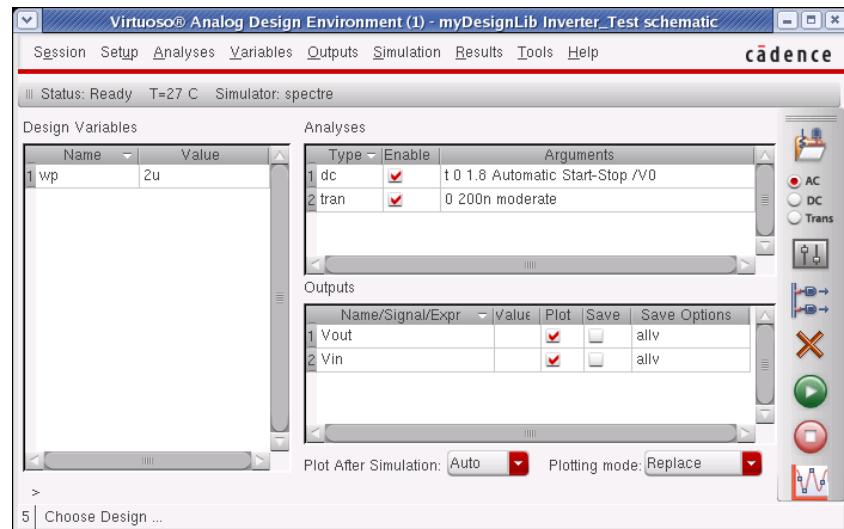 Virtuoso® Analog Design Environment (1) - myDesignLib Inverter_Test schematic
Session Setup Analyses Variables Outputs Simulation Results Tools Help
cādence
Status: Ready T=27 C Simulator: spectre
Design Variables
Name Value
1 wp 2u
Analyses
Type Enable Arguments
1 dc t 0 1.8 Automatic Start-Stop /V0
2 tran 0 200n moderate
Outputs
Name/Signal/Expr Value Plot Save Save Options
1 Vout allv
2 Vin allv
Plot After Simulation: Auto Plotting mode: Replace
AC
DC
Trans
>
5 Choose Design ...